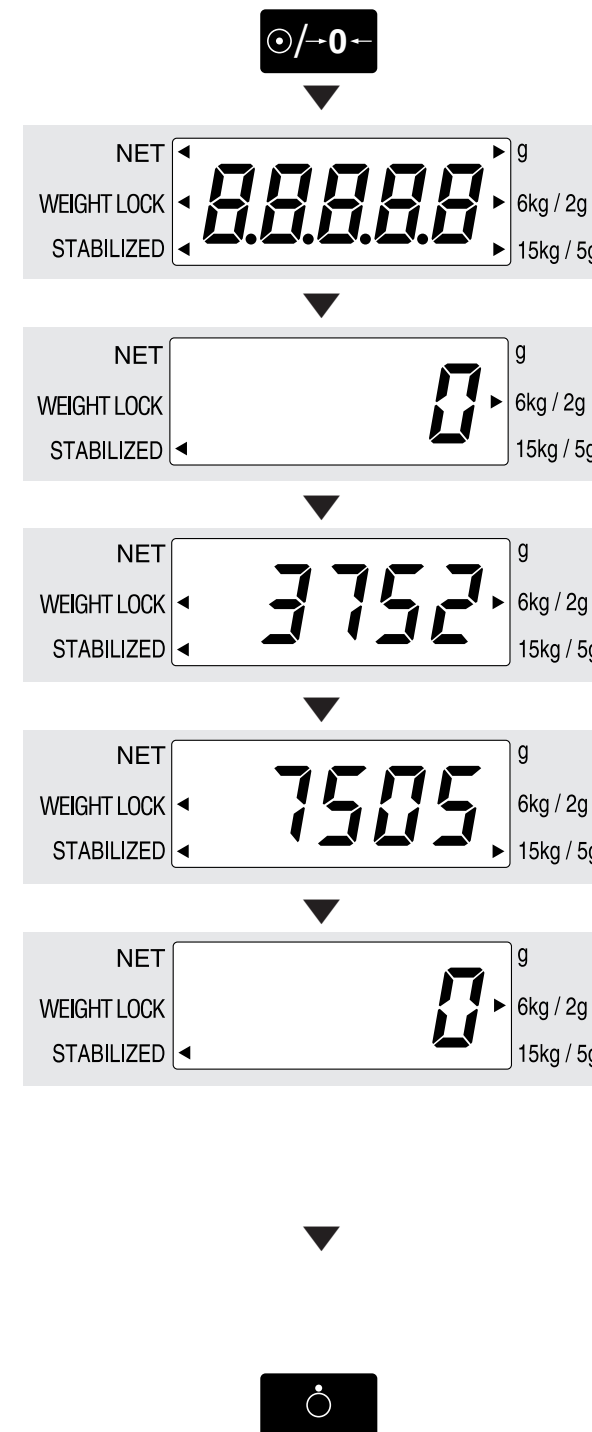 ⊙/→0←
NET ◄ 8.8.8.8.8 ► g
WEIGHT LOCK ◄ ► 6kg / 2g
STABILIZED ◄ ► 15kg / 5g
NET g
WEIGHT LOCK 0 ► 6kg / 2g
STABILIZED ◄ 15kg / 5g
NET g
WEIGHT LOCK ◄ 3752 ► 6kg / 2g
STABILIZED ◄ 15kg / 5g
NET g
WEIGHT LOCK ◄ 7505 6kg / 2g
STABILIZED ◄ ► 15kg / 5g
NET g
WEIGHT LOCK 0 ► 6kg / 2g
STABILIZED ◄ 15kg / 5g